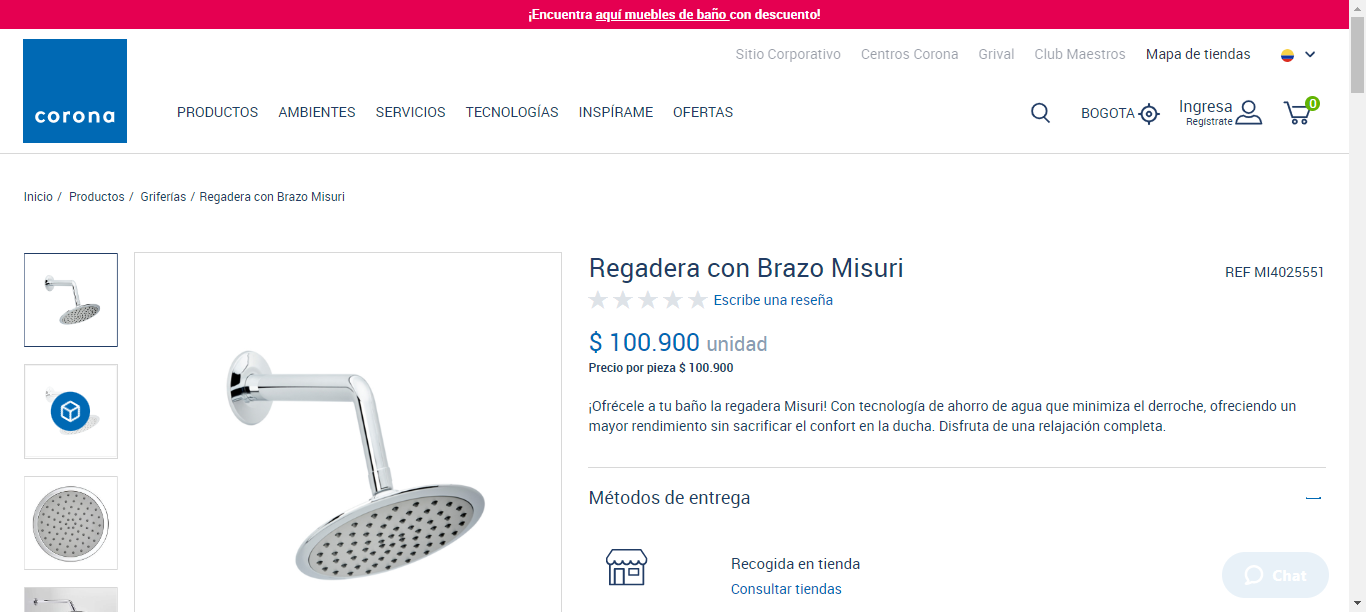 ¡Encuentra aquí muebles de baño con descuento!
Sitio Corporativo Centros Corona Grival Club Maestros Mapa de tiendas
corona
PRODUCTOS AMBIENTES SERVICIOS TECNOLOGÍAS INSPÍRAME OFERTAS
BOGOTA
Ingresa
Regístrate
0
Inicio / Productos / Griferías / Regadera con Brazo Misuri
Regadera con Brazo Misuri
REF MI4025551
Escribe una reseña
$ 100.900 unidad
Precio por pieza $ 100.900
¡Ofrécele a tu baño la regadera Misuri! Con tecnología de ahorro de agua que minimiza el derroche, ofreciendo un
mayor rendimiento sin sacrificar el confort en la ducha. Disfruta de una relajación completa.
Métodos de entrega
Recogida en tienda
Consultar tiendas
Chat